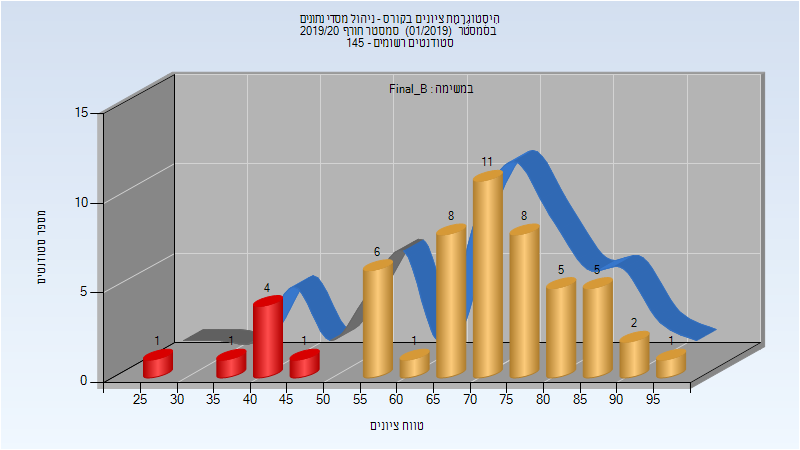 היסטוגרמת ציונים בקורס - ניהול מסדי נתונים
בסמסטר (01/2019) סמסטר חורף 2019/20
סטודנטים רשומים - 145
במשימה : Final_B
מספר סטודנטים
15
10
5
0
1
1
4
1
6
1
8
11
8
5
5
2
1
25 30 35 40 45 50 55 60 65 70 75 80 85 90 95
טווח ציונים